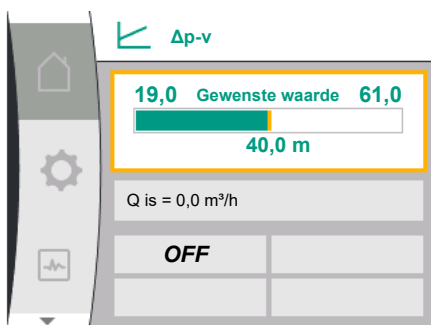 Δp-v
19,0 Gewenste waarde 61,0
40,0 m
Q is = 0,0 m³/h
OFF